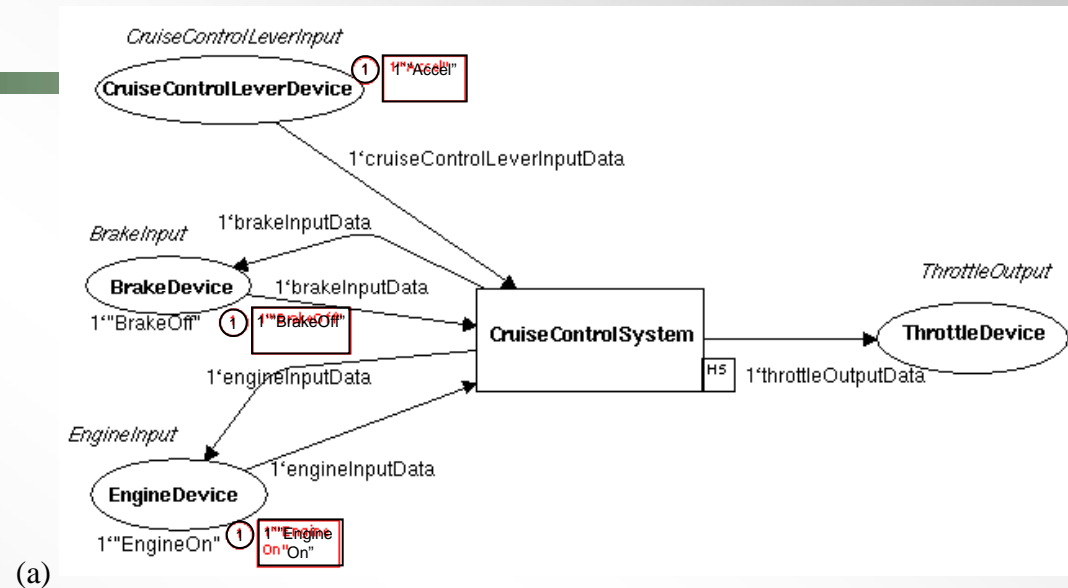 CruiseControlLeverInput
CruiseControlLeverDevice
1
1‘"Accel”
1‘cruiseControlLeverInputData
1‘brakeInputData
BrakeInput
BrakeDevice
1‘brakeInputData
1‘"BrakeOff"
1
1‘"BrakeOff”
CruiseControlSystem
HS
ThrottleOutput
ThrottleDevice
1‘throttleOutputData
1‘engineInputData
EngineInput
1‘engineInputData
EngineDevice
1‘"EngineOn"
1
1‘"Engine
On”
(a)